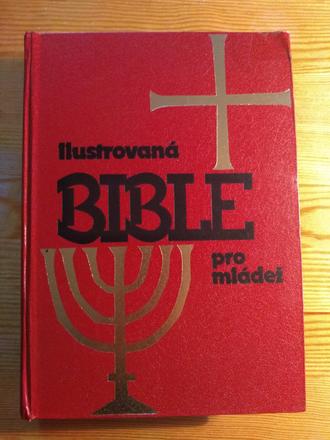 Ilustrovaná
BIBLE
pro
mládež